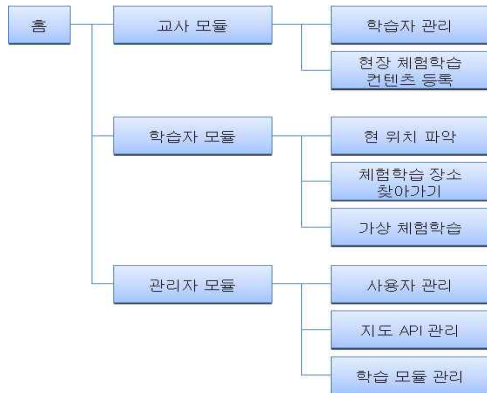 홈
교사 모듈
학습자 관리
현장 체험학습
컨텐츠 등록
학습자 모듈
현 위치 파악
체험학습 장소
찾아가기
가상 체험학습
관리자 모듈
사용자 관리
지도 API 관리
학습 모듈 관리